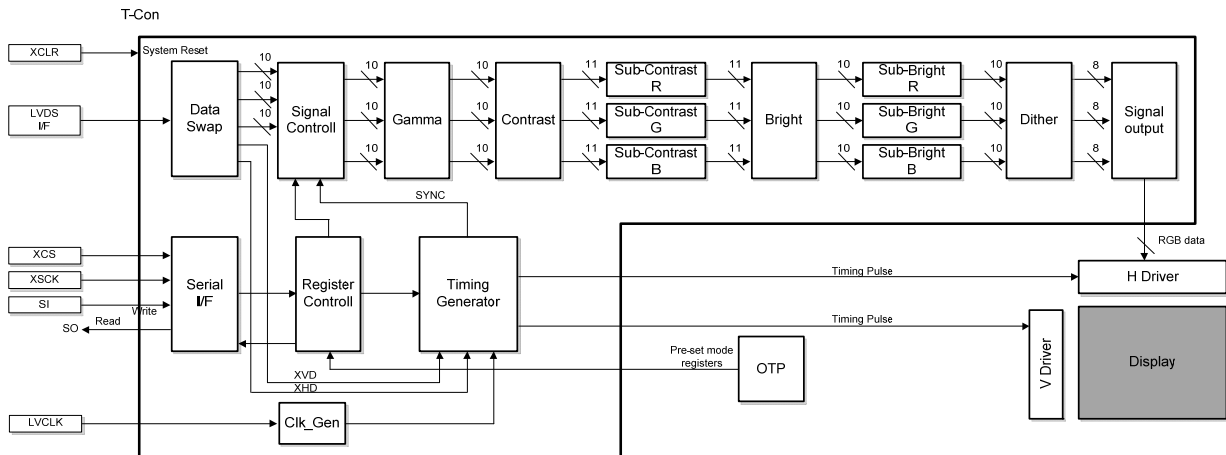 T-Con
XCLR
System Reset
LVDS
I/F
Data
Swap
10
10
10
Signal
Controll
10
10
10
Gamma
10
10
10
Contrast
11
11
11
Sub-Contrast
R
Sub-Contrast
G
Sub-Contrast
B
11
11
11
Bright
10
10
10
Sub-Bright
R
Sub-Bright
G
Sub-Bright
B
10
10
10
Dither
8
8
8
Signal
output
SYNC
RGB data
XCS
XSCK
SI
SO
Read
Write
Serial
I/F
Register
Controll
Timing
Generator
Timing Pulse
H Driver
Timing Pulse
V Driver
Display
Pre-set mode
registers
OTP
XVD
XHD
LVCLK
Clk_Gen